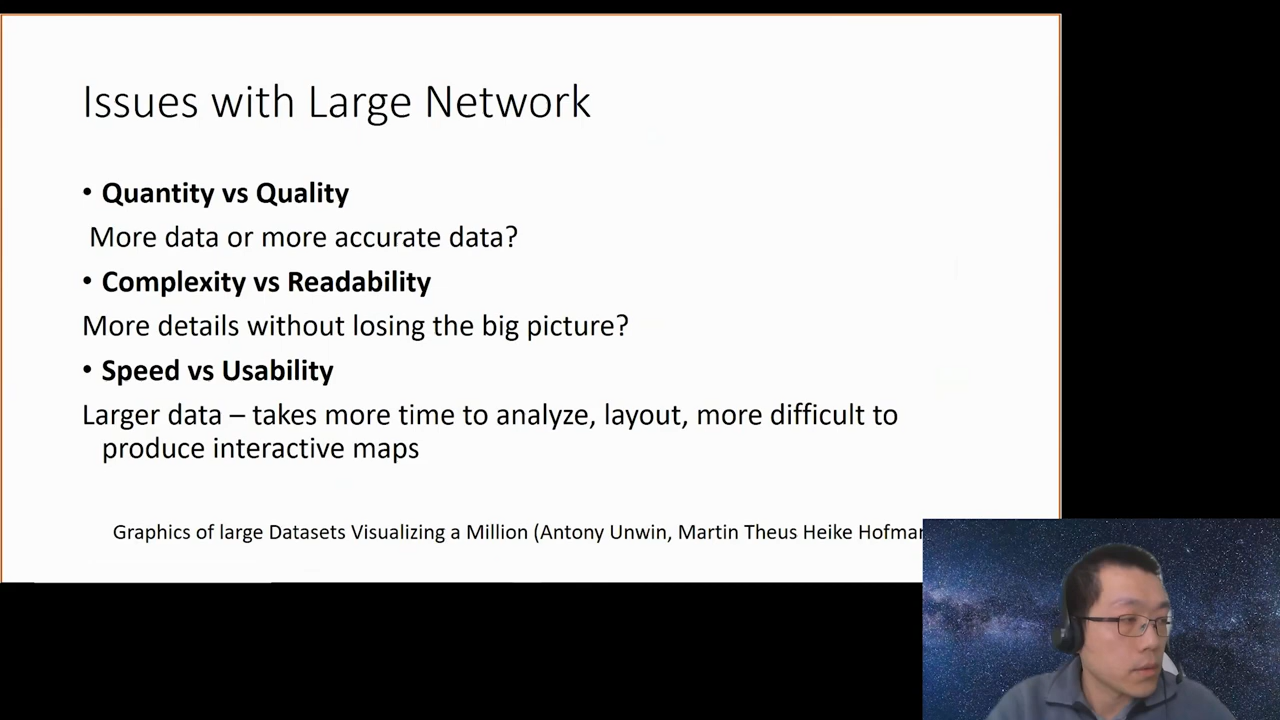 Issues with Large Network
• Quantity vs Quality
More data or more accurate data?
• Complexity vs Readability
More details without losing the big picture?
• Speed vs Usability
Larger data – takes more time to analyze, layout, more difficult to
produce interactive maps
Graphics of large Datasets Visualizing a Million (Antony Unwin, Martin Theus Heike